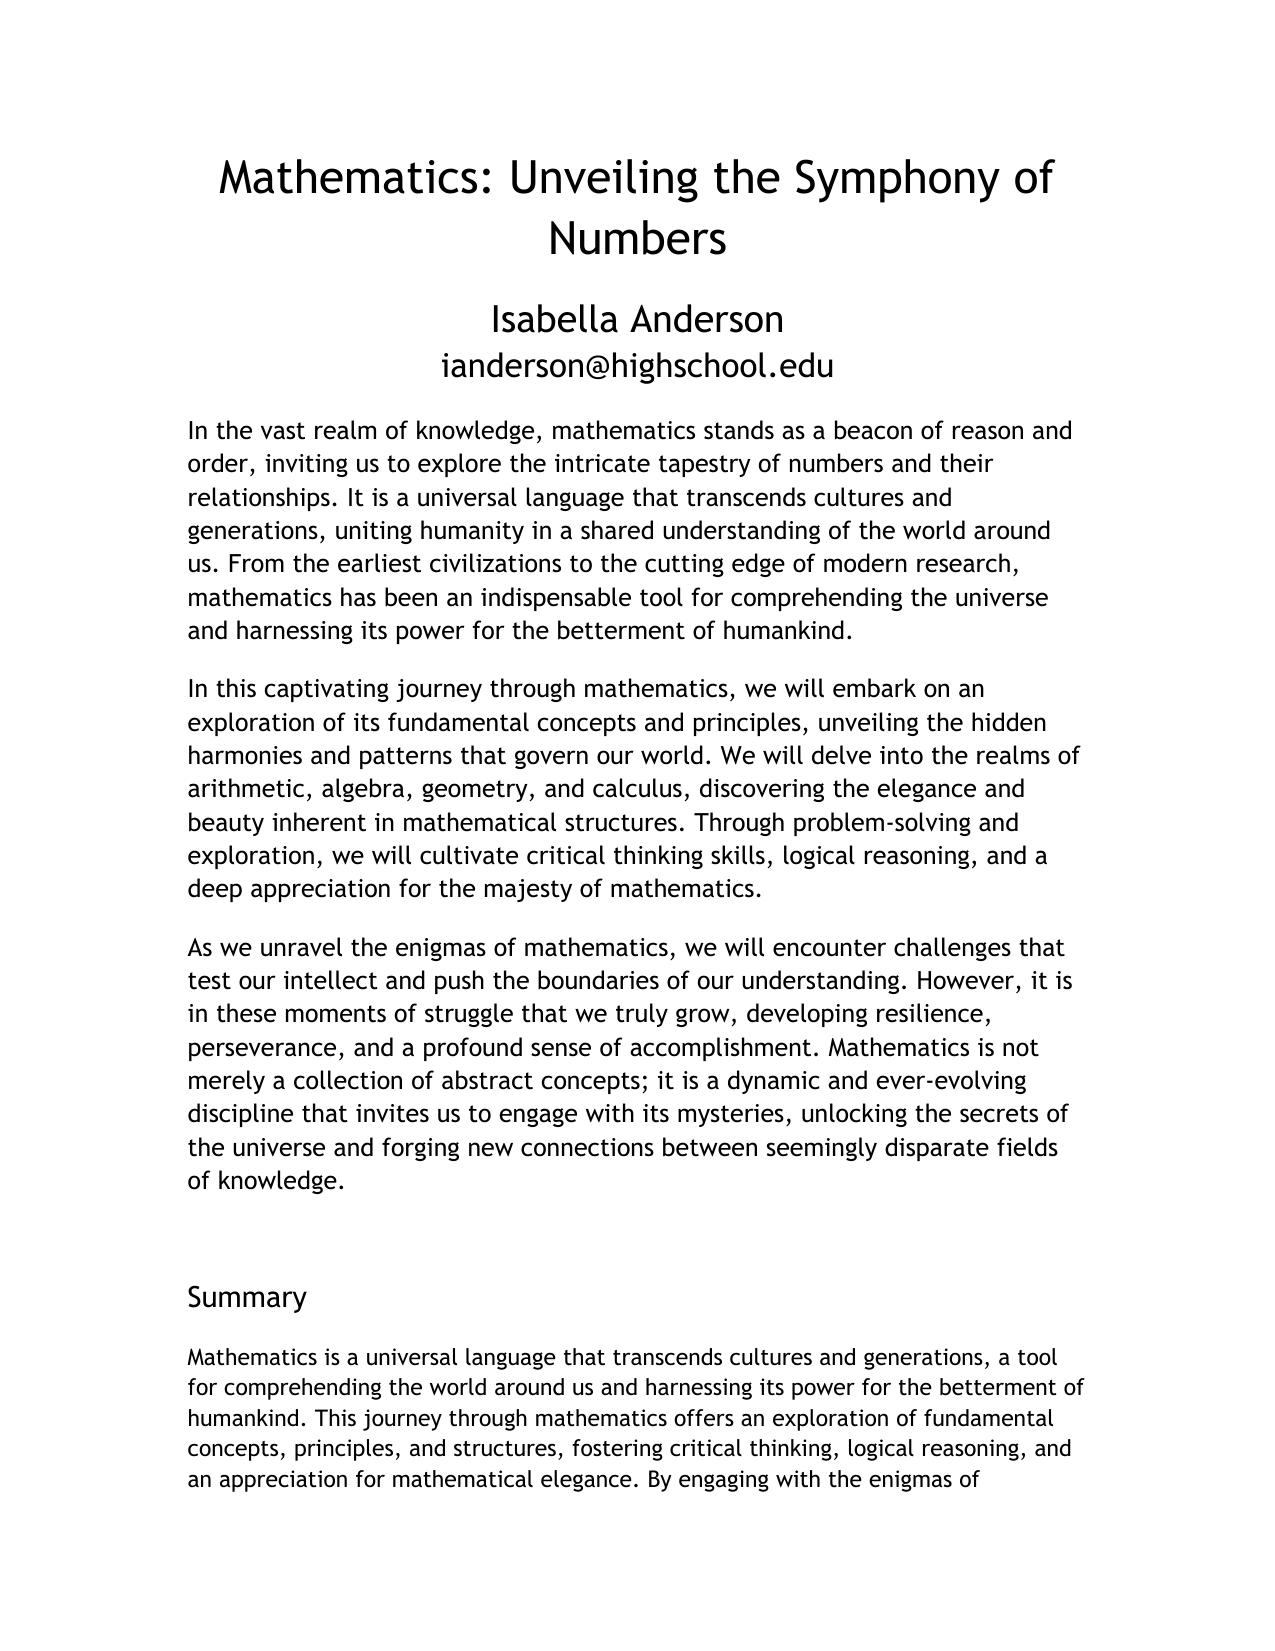 Mathematics: Unveiling the Symphony of
Numbers
Isabella Anderson
ianderson@highschool.edu
In the vast realm of knowledge, mathematics stands as a beacon of reason and
order, inviting us to explore the intricate tapestry of numbers and their
relationships. It is a universal language that transcends cultures and
generations, uniting humanity in a shared understanding of the world around
us. From the earliest civilizations to the cutting edge of modern research,
mathematics has been an indispensable tool for comprehending the universe
and harnessing its power for the betterment of humankind.
In this captivating journey through mathematics, we will embark on an
exploration of its fundamental concepts and principles, unveiling the hidden
harmonies and patterns that govern our world. We will delve into the realms of
arithmetic, algebra, geometry, and calculus, discovering the elegance and
beauty inherent in mathematical structures. Through problem-solving and
exploration, we will cultivate critical thinking skills, logical reasoning, and a
deep appreciation for the majesty of mathematics.
As we unravel the enigmas of mathematics, we will encounter challenges that
test our intellect and push the boundaries of our understanding. However, it is
in these moments of struggle that we truly grow, developing resilience,
perseverance, and a profound sense of accomplishment. Mathematics is not
merely a collection of abstract concepts; it is a dynamic and ever-evolving
discipline that invites us to engage with its mysteries, unlocking the secrets of
the universe and forging new connections between seemingly disparate fields
of knowledge.
Summary
Mathematics is a universal language that transcends cultures and generations, a tool
for comprehending the world around us and harnessing its power for the betterment of
humankind. This journey through mathematics offers an exploration of fundamental
concepts, principles, and structures, fostering critical thinking, logical reasoning, and
an appreciation for mathematical elegance. By engaging with the enigmas of